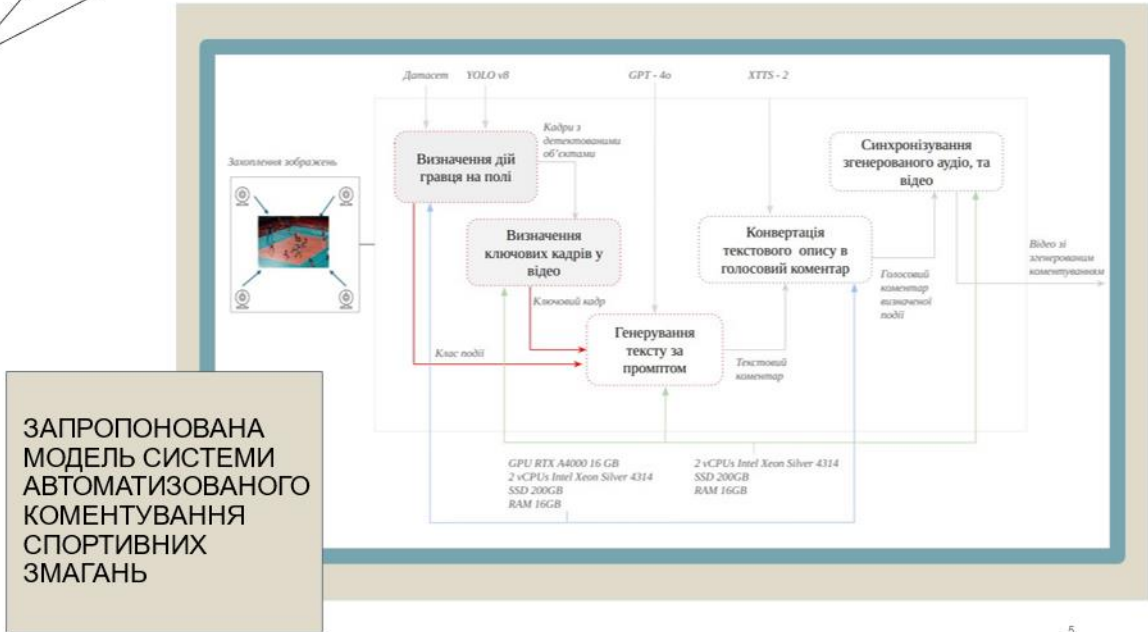 Датасет
YOLO v8
GPT - 4o
XTTS - 2
Захоплення зображень
Визначення дій
гравця на полі
Кадри з
детектованими
об’єктами
Визначення
ключових кадрів у
відео
Ключовий кадр
Клас події
Генерування
тексту за
промптом
Текстовий
коментар
Конвертація
текстового опису в
голосовий коментар
Голосовий
коментар
визначеної
події
Синхронізування
згенерованого аудіо, та
відео
Відео зі
згенерованим
коментуванням
GPU RTX A4000 16 GB
2 vCPUs Intel Xeon Silver 4314
SSD 200GB
RAM 16GB
2 vCPUs Intel Xeon Silver 4314
SSD 200GB
RAM 16GB
ЗАПРОПОНОВАНА
МОДЕЛЬ СИСТЕМИ
АВТОМАТИЗОВАНОГО
КОМЕНТУВАННЯ
СПОРТИВНИХ
ЗМАГАНЬ
5